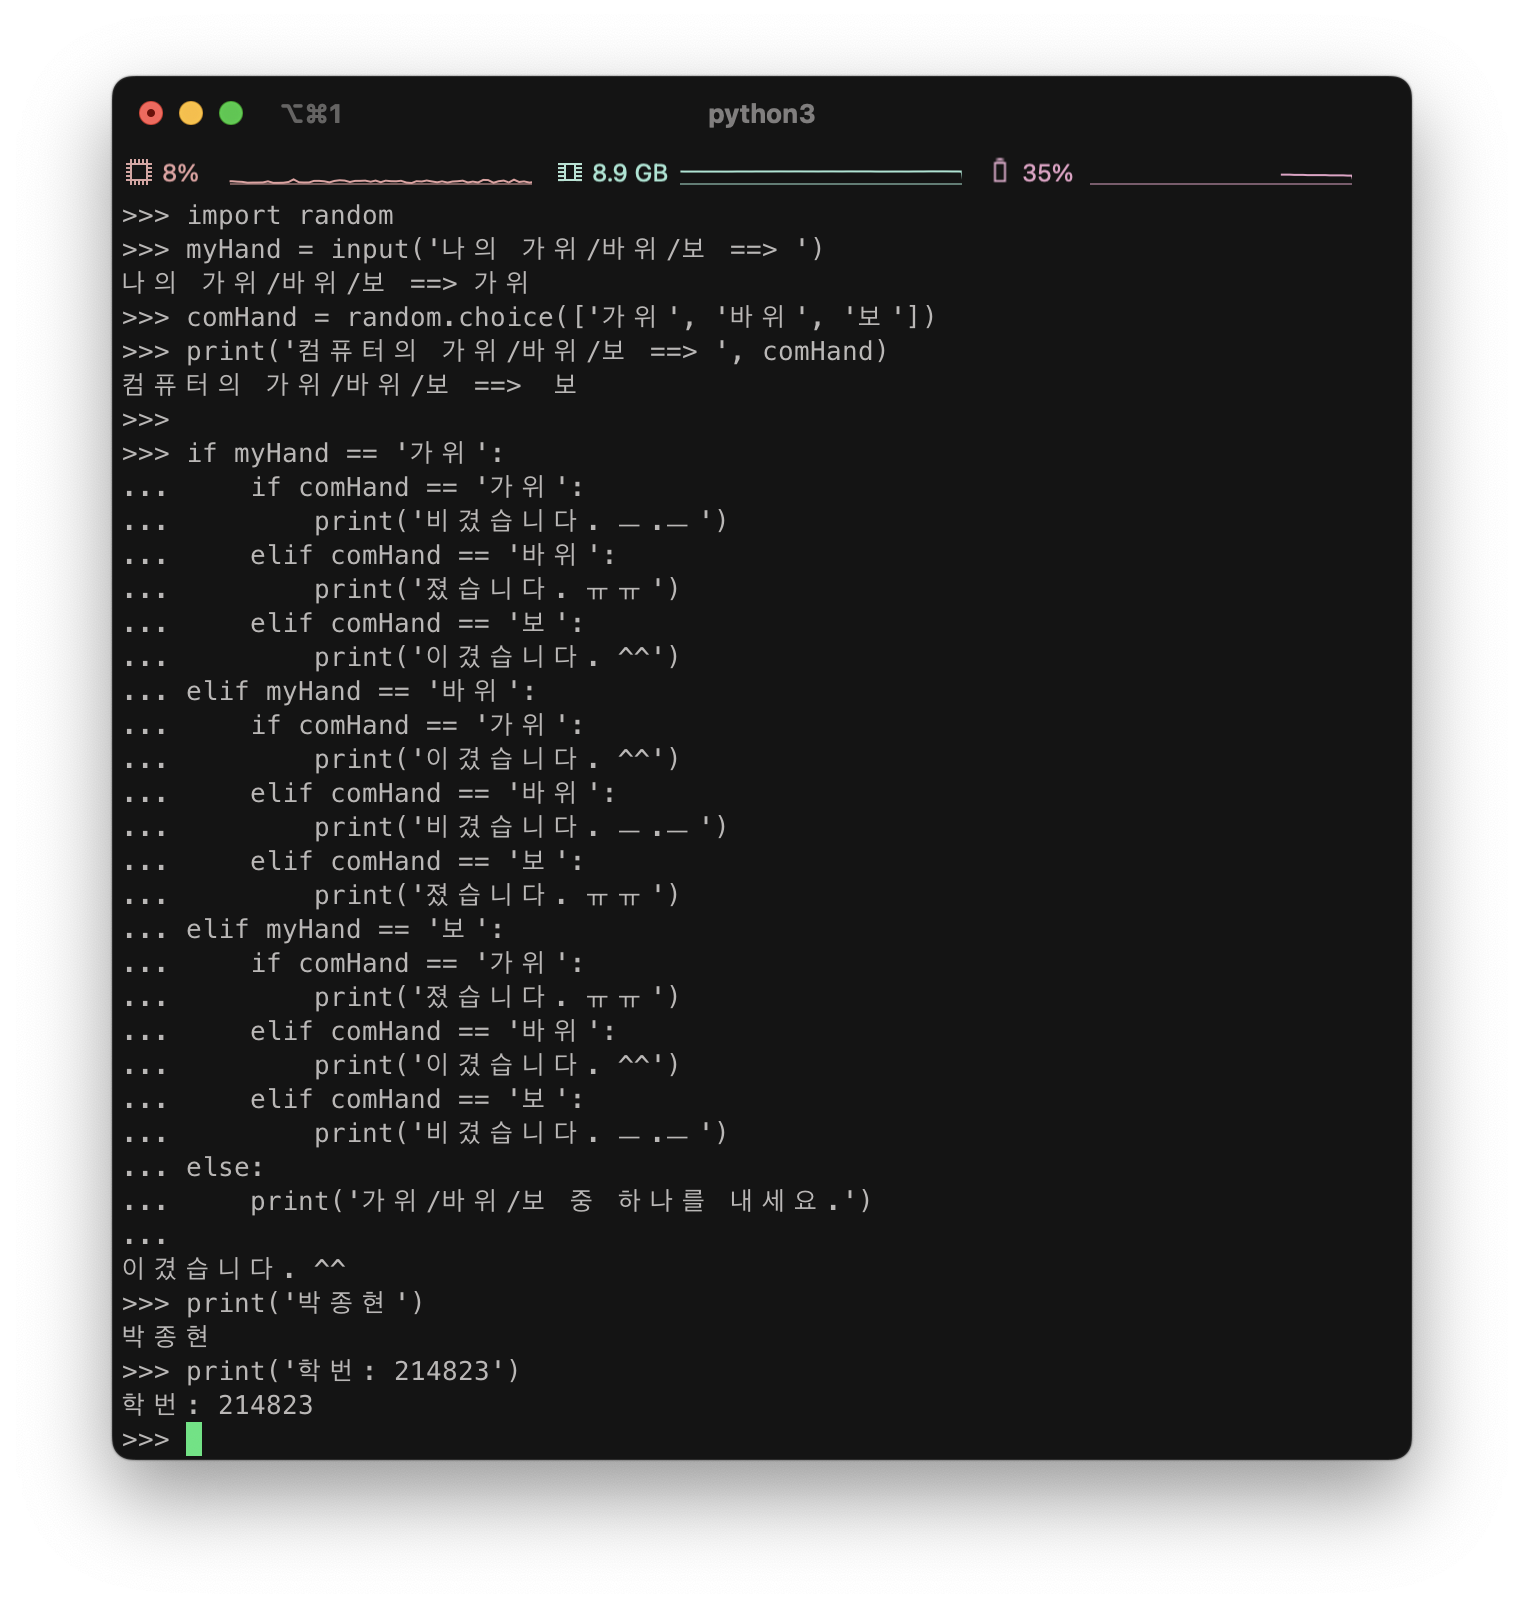 ⌥⌘1 python3
8% 8.9 GB 35%
>>> import random
>>> myHand = input('나의 가위/바위/보 ==> ')
나의 가위/바위/보 ==> 가위
>>> comHand = random.choice(['가위', '바위', '보'])
>>> print('컴퓨터의 가위/바위/보 ==> ', comHand)
컴퓨터의 가위/바위/보 ==>  보
>>>
>>> if myHand == '가위':
...     if comHand == '가위':
...         print('비겼습니다. ㅡ.ㅡ')
...     elif comHand == '바위':
...         print('졌습니다. ㅠㅠ')
...     elif comHand == '보':
...         print('이겼습니다. ^^')
... elif myHand == '바위':
...     if comHand == '가위':
...         print('이겼습니다. ^^')
...     elif comHand == '바위':
...         print('비겼습니다. ㅡ.ㅡ')
...     elif comHand == '보':
...         print('졌습니다. ㅠㅠ')
... elif myHand == '보':
...     if comHand == '가위':
...         print('졌습니다. ㅠㅠ')
...     elif comHand == '바위':
...         print('이겼습니다. ^^')
...     elif comHand == '보':
...         print('비겼습니다. ㅡ.ㅡ')
... else:
...     print('가위/바위/보 중 하나를 내세요.')
...
이겼습니다. ^^
>>> print('박종현')
박종현
>>> print('학번: 214823')
학번: 214823
>>>